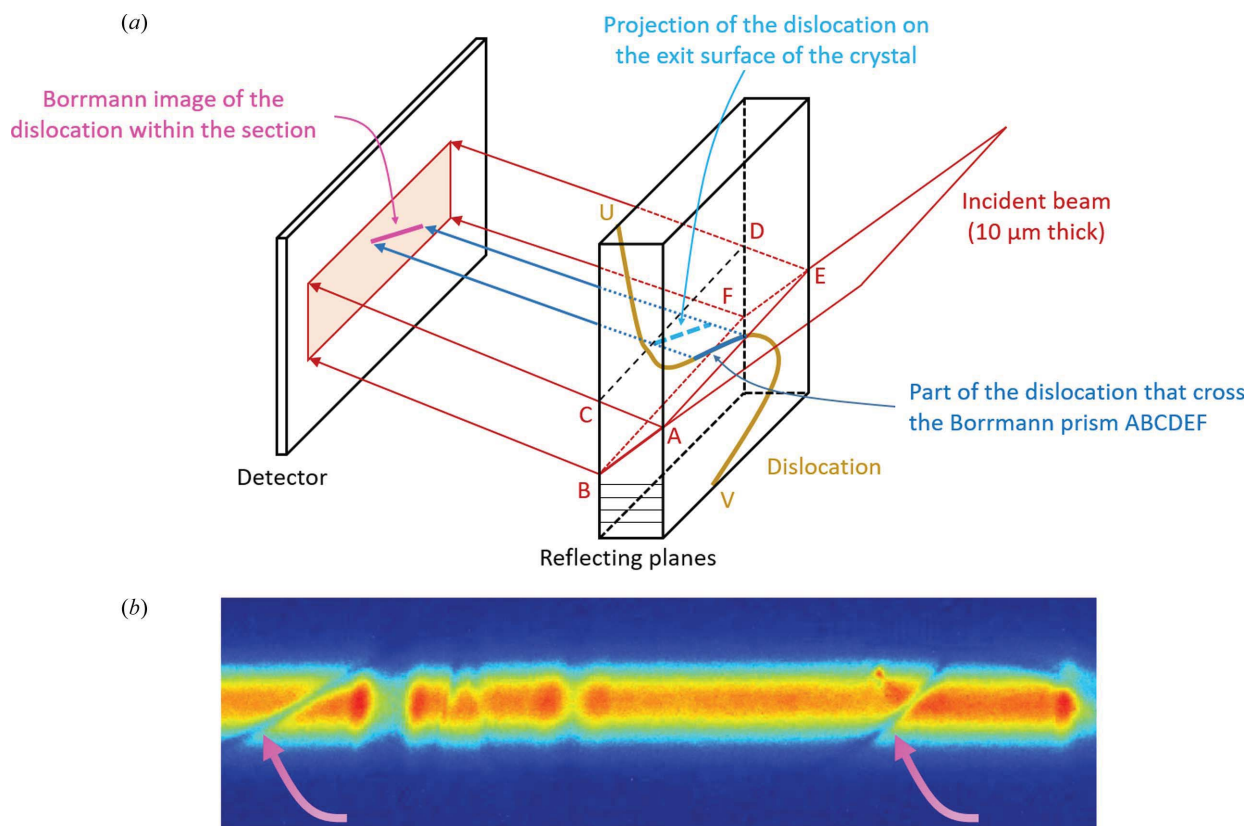 (a)
Projection of the dislocation on
the exit surface of the crystal
Borrmann image of the
dislocation within the section
Incident beam
(10 µm thick)
U
D
E
F
Part of the dislocation that cross
the Borrmann prism ABCDEF
C
A
Dislocation
B
V
Detector
Reflecting planes
(b)